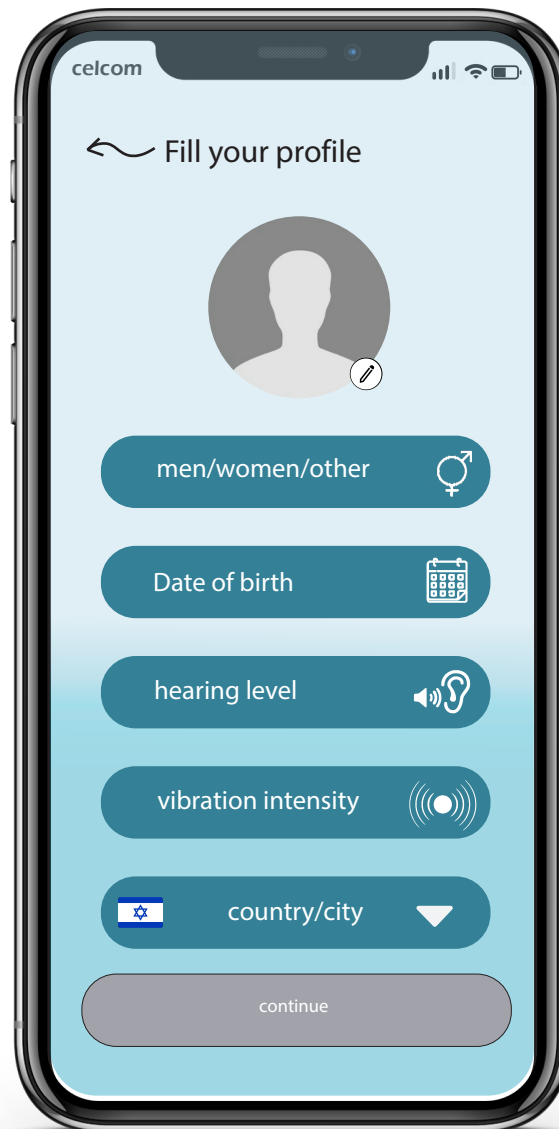 celcom
Fill your profile
men/women/other
Date of birth
hearing level
vibration intensity
country/city
continue